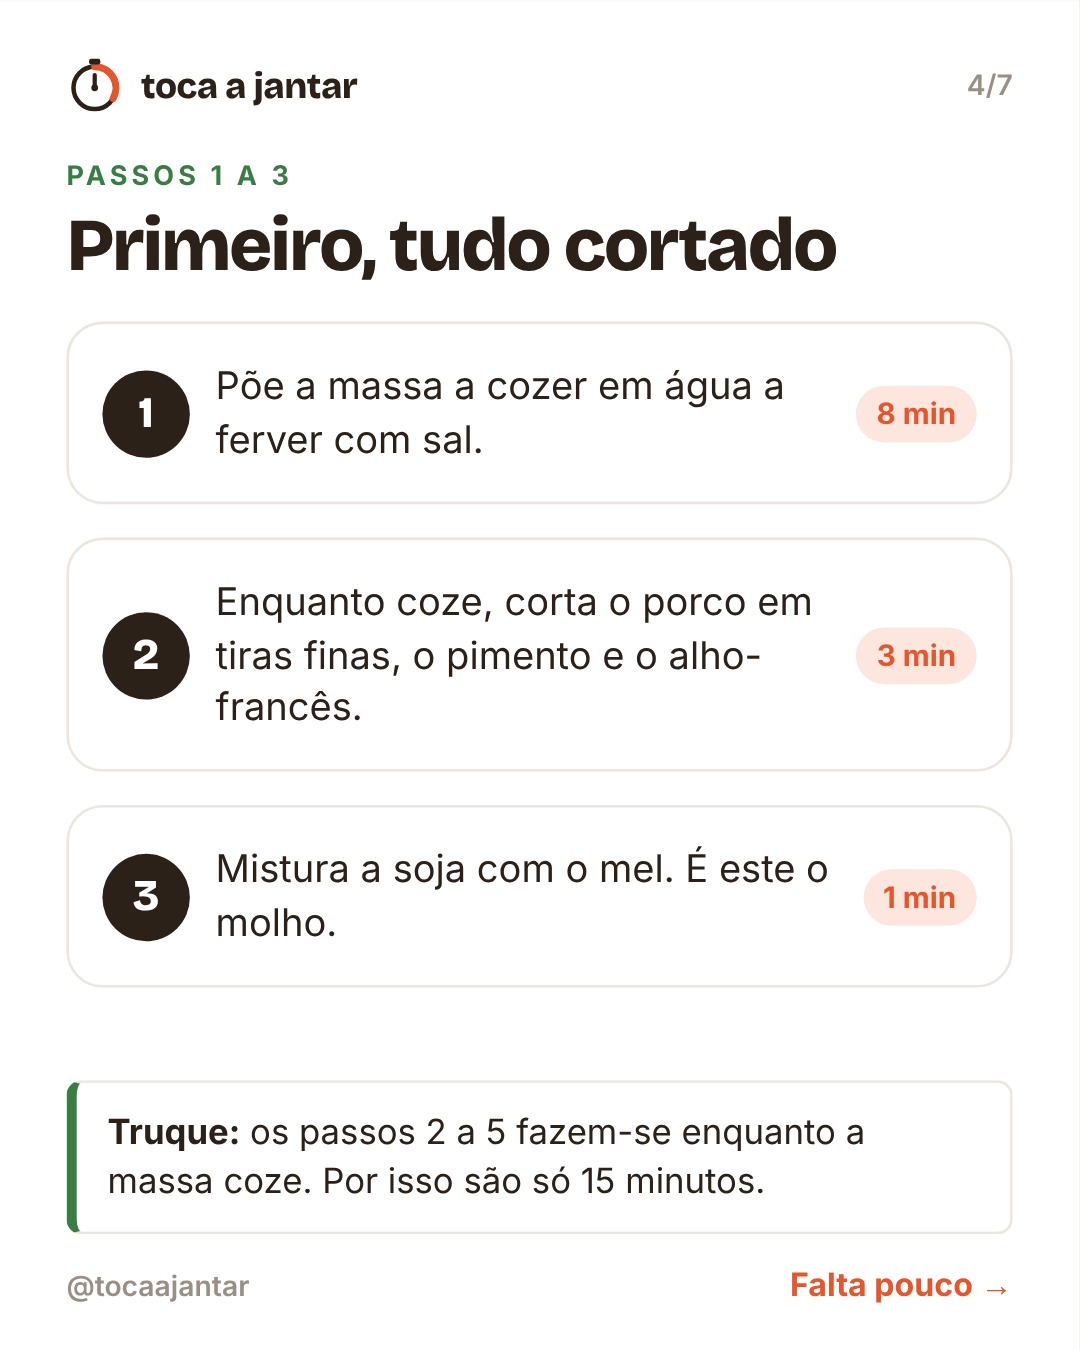 toca a jantar
4/7
PASSOS 1 A 3
Primeiro, tudo cortado
1
Põe a massa a cozer em água a
ferver com sal.
8 min
2
Enquanto coze, corta o porco em
tiras finas, o pimento e o alho-
francês.
3 min
3
Mistura a soja com o mel. É este o
molho.
1 min
Truque: os passos 2 a 5 fazem-se enquanto a
massa coze. Por isso são só 15 minutos.
@tocaajantar
Falta pouco →